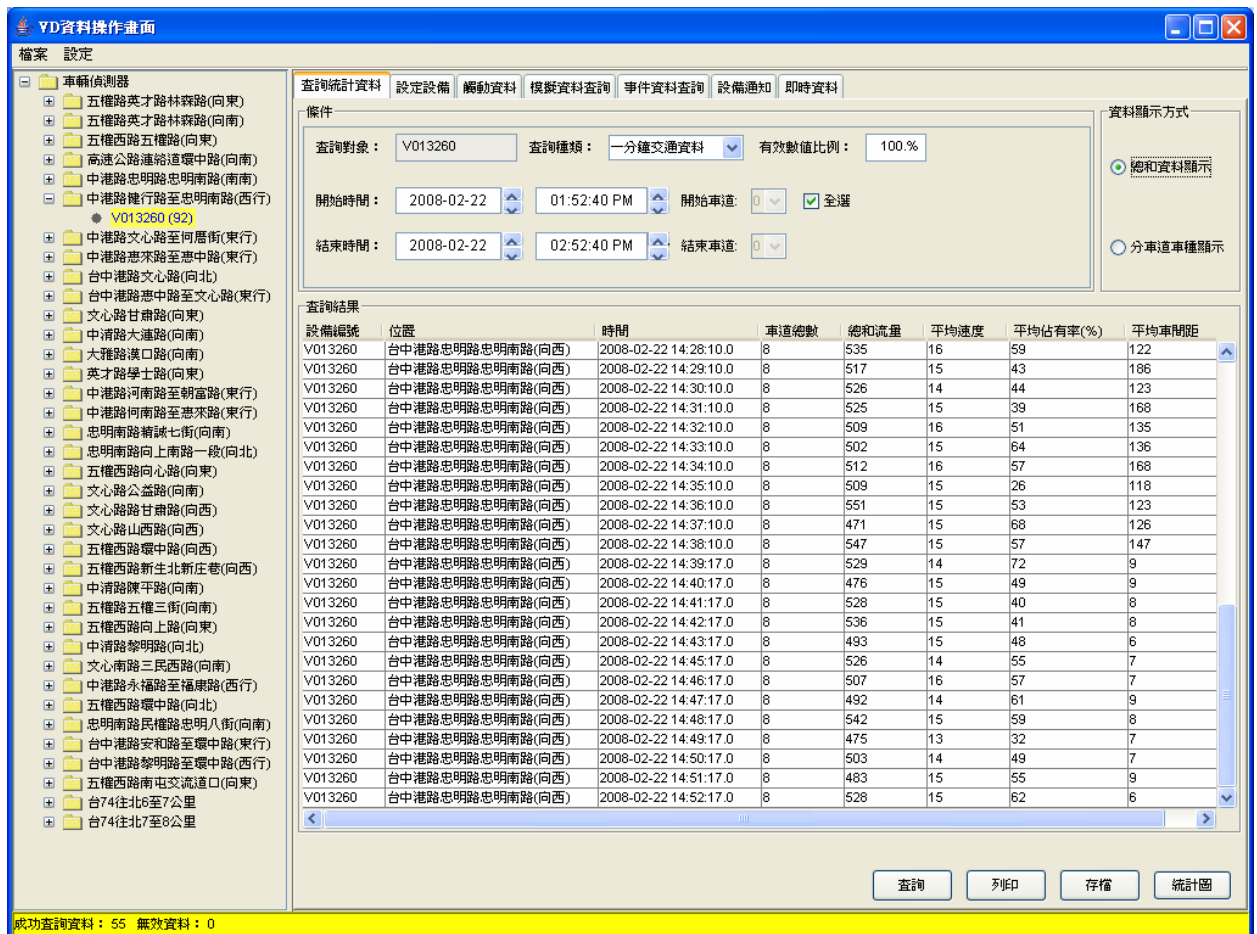 VD資料操作畫面
檔案 設定
車輛偵測器
五權路英才路林森路(向東)
五權路英才路林森路(向南)
五權西路五權路(向東)
高速公路連絡道環中路(向南)
中港路忠明路忠明南路(南南)
中港路健行路至忠明南路(西行)
V013260 (92)
中港路文心路至何厝街(東行)
中港路惠來路至惠中路(東行)
台中港路文心路(向北)
台中港路惠中路至文心路(東行)
文心路甘肅路(向東)
中清路大連路(向南)
大雅路漢口路(向南)
英才路學士路(向東)
中港路河南路至朝富路(東行)
中港路何南路至惠來路(東行)
忠明南路精誠七街(向南)
忠明南路向上南路一段(向北)
五權西路向心路(向東)
文心路公益路(向南)
文心路路甘肅路(向西)
文心路山西路(向西)
五權西路環中路(向西)
五權西路新生北新庄巷(向西)
中清路陳平路(向南)
五權路五權三街(向南)
五權西路向上路(向東)
中清路黎明路(向北)
文心南路三民西路(向南)
中港路永福路至福康路(西行)
五權西路環中路(向北)
忠明南路民權路忠明八街(向南)
台中港路安和路至環中路(東行)
台中港路黎明路至環中路(西行)
五權西路南屯交流道口(向東)
台74往北6至7公里
台74往北7至8公里
查詢統計資料 設定設備 觸動資料 模擬資料查詢 事件資料查詢 設備通知 即時資料
條件
查詢對象： V013260 查詢種類： 一分鐘交通資料 有效數值比例： 100.%
開始時間： 2008-02-22 01:52:40 PM 開始車道: 0 全選
結束時間： 2008-02-22 02:52:40 PM 結束車道: 0
資料顯示方式
總和資料顯示
分車道車種顯示
查詢結果
設備編號 位置 時間 車道總數 總和流量 平均速度 平均佔有率(%) 平均車間距
V013260 台中港路忠明路忠明南路(向西) 2008-02-22 14:28:10.0 8 535 16 59 122
V013260 台中港路忠明路忠明南路(向西) 2008-02-22 14:29:10.0 8 517 15 43 186
V013260 台中港路忠明路忠明南路(向西) 2008-02-22 14:30:10.0 8 526 14 44 123
V013260 台中港路忠明路忠明南路(向西) 2008-02-22 14:31:10.0 8 525 15 39 168
V013260 台中港路忠明路忠明南路(向西) 2008-02-22 14:32:10.0 8 509 16 51 135
V013260 台中港路忠明路忠明南路(向西) 2008-02-22 14:33:10.0 8 502 15 64 136
V013260 台中港路忠明路忠明南路(向西) 2008-02-22 14:34:10.0 8 512 16 57 168
V013260 台中港路忠明路忠明南路(向西) 2008-02-22 14:35:10.0 8 509 15 26 118
V013260 台中港路忠明路忠明南路(向西) 2008-02-22 14:36:10.0 8 551 15 53 123
V013260 台中港路忠明路忠明南路(向西) 2008-02-22 14:37:10.0 8 471 15 68 126
V013260 台中港路忠明路忠明南路(向西) 2008-02-22 14:38:10.0 8 547 15 57 147
V013260 台中港路忠明路忠明南路(向西) 2008-02-22 14:39:17.0 8 529 14 72 9
V013260 台中港路忠明路忠明南路(向西) 2008-02-22 14:40:17.0 8 476 15 49 9
V013260 台中港路忠明路忠明南路(向西) 2008-02-22 14:41:17.0 8 528 15 40 8
V013260 台中港路忠明路忠明南路(向西) 2008-02-22 14:42:17.0 8 536 15 41 8
V013260 台中港路忠明路忠明南路(向西) 2008-02-22 14:43:17.0 8 493 15 48 6
V013260 台中港路忠明路忠明南路(向西) 2008-02-22 14:45:17.0 8 526 14 55 7
V013260 台中港路忠明路忠明南路(向西) 2008-02-22 14:46:17.0 8 507 16 57 7
V013260 台中港路忠明路忠明南路(向西) 2008-02-22 14:47:17.0 8 492 14 61 9
V013260 台中港路忠明路忠明南路(向西) 2008-02-22 14:48:17.0 8 542 15 59 8
V013260 台中港路忠明路忠明南路(向西) 2008-02-22 14:49:17.0 8 475 13 32 7
V013260 台中港路忠明路忠明南路(向西) 2008-02-22 14:50:17.0 8 503 14 49 7
V013260 台中港路忠明路忠明南路(向西) 2008-02-22 14:51:17.0 8 483 15 55 9
V013260 台中港路忠明路忠明南路(向西) 2008-02-22 14:52:17.0 8 528 15 62 6
查詢 列印 存檔 統計圖
成功查詢資料： 55 無效資料： 0